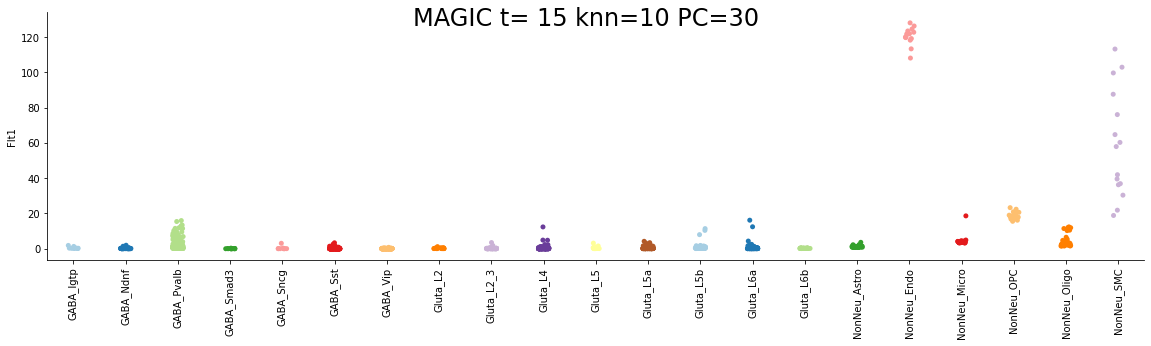 MAGIC t= 15 knn=10 PC=30
120
100
80
60
40
20
0
Flt1
GABA_Igtp
GABA_Ndnf
GABA_Pvalb
GABA_Smad3
GABA_Sncg
GABA_Sst
GABA_Vip
Gluta_L2
Gluta_L2_3
Gluta_L4
Gluta_L5
Gluta_L5a
Gluta_L5b
Gluta_L6a
Gluta_L6b
NonNeu_Astro
NonNeu_Endo
NonNeu_Micro
NonNeu_OPC
NonNeu_Oligo
NonNeu_SMC